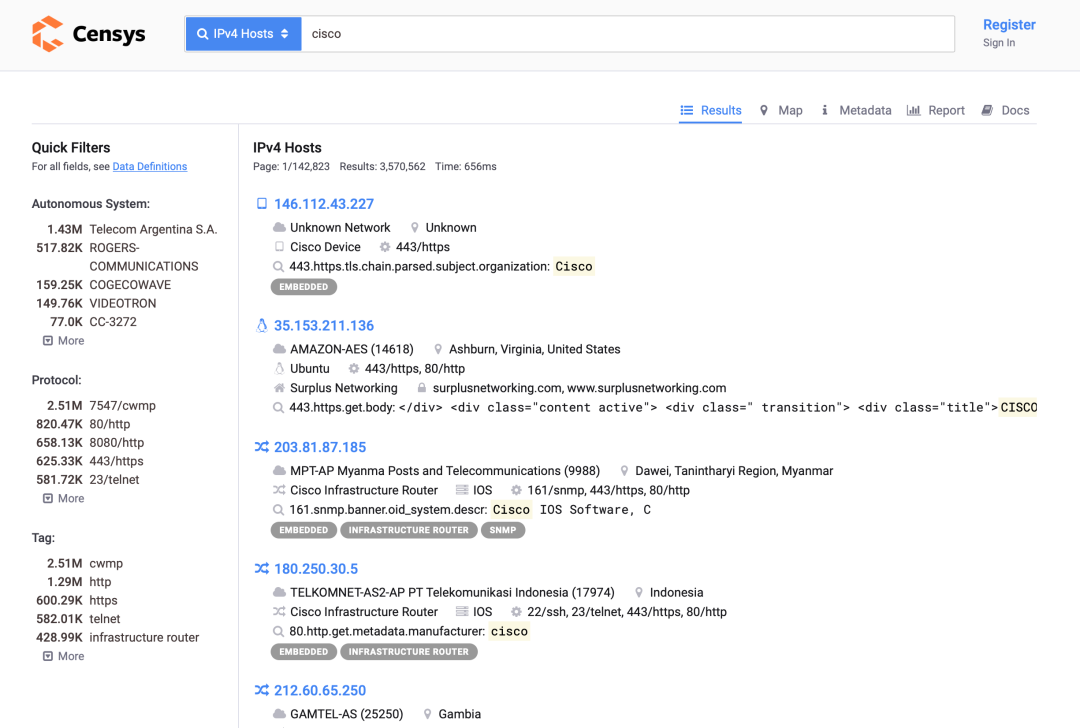 Censys
IPv4 Hosts
cisco
Register
Sign In
Results
Map
Metadata
Report
Docs
Quick Filters
For all fields, see Data Definitions
Autonomous System:
1.43M Telecom Argentina S.A.
517.82K ROGERS-
COMMUNICATIONS
159.25K COGECOWAVE
149.76K VIDEOTRON
77.0K CC-3272
More
Protocol:
2.51M 7547/cwmp
820.47K 80/http
658.13K 8080/http
625.33K 443/https
581.72K 23/telnet
More
Tag:
2.51M cwmp
1.29M http
600.29K https
582.01K telnet
428.99K infrastructure router
More
IPv4 Hosts
Page: 1/142,823 Results: 3,570,562 Time: 656ms
146.112.43.227
Unknown Network Unknown
Cisco Device 443/https
443.https.tls.chain.parsed.subject.organization: Cisco
EMBEDDED
35.153.211.136
AMAZON-AES (14618) Ashburn, Virginia, United States
Ubuntu 443/https, 80/http
Surplus Networking surplusnetworking.com, www.surplusnetworking.com
443.https.get.body: </div> <div class="content active"> <div class=" transition"> <div class="title">CISCO
203.81.87.185
MPT-AP Myanma Posts and Telecommunications (9988) Dawei, Tanintharyi Region, Myanmar
Cisco Infrastructure Router IOS 161/snmp, 443/https, 80/http
161.snmp.banner.oid_system.descr: Cisco IOS Software, C
EMBEDDED INFRASTRUCTURE ROUTER SNMP
180.250.30.5
TELKOMNET-AS2-AP PT Telekomunikasi Indonesia (17974) Indonesia
Cisco Infrastructure Router IOS 22/ssh, 23/telnet, 443/https, 80/http
80.http.get.metadata.manufacturer: cisco
EMBEDDED INFRASTRUCTURE ROUTER
212.60.65.250
GAMTEL-AS (25250) Gambia